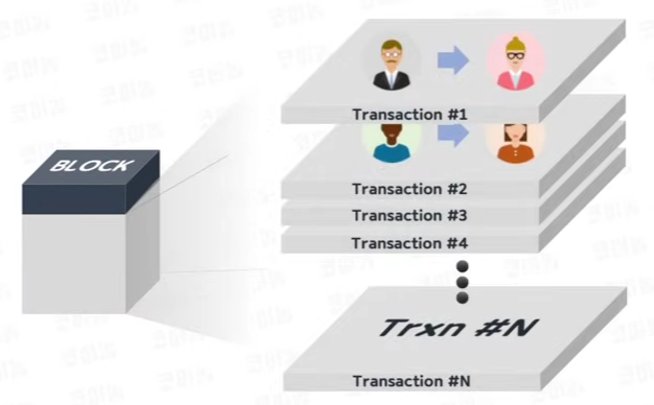 BLOCK
Transaction #1
Transaction #2
Transaction #3
Transaction #4
Trxn #N
Transaction #N